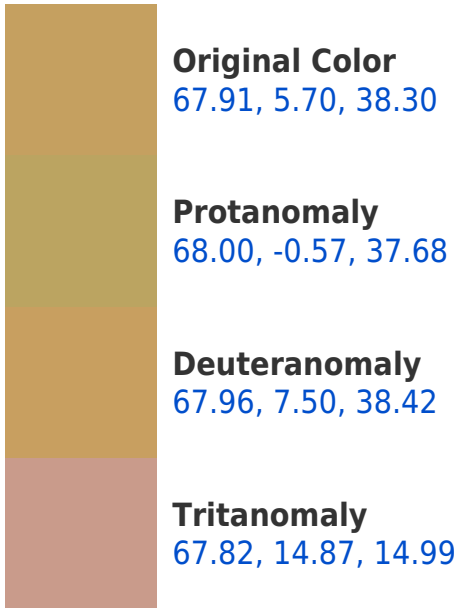 Original Color
67.91, 5.70, 38.30
Protanomaly
68.00, -0.57, 37.68
Deuteranomaly
67.96, 7.50, 38.42
Tritanomaly
67.82, 14.87, 14.99